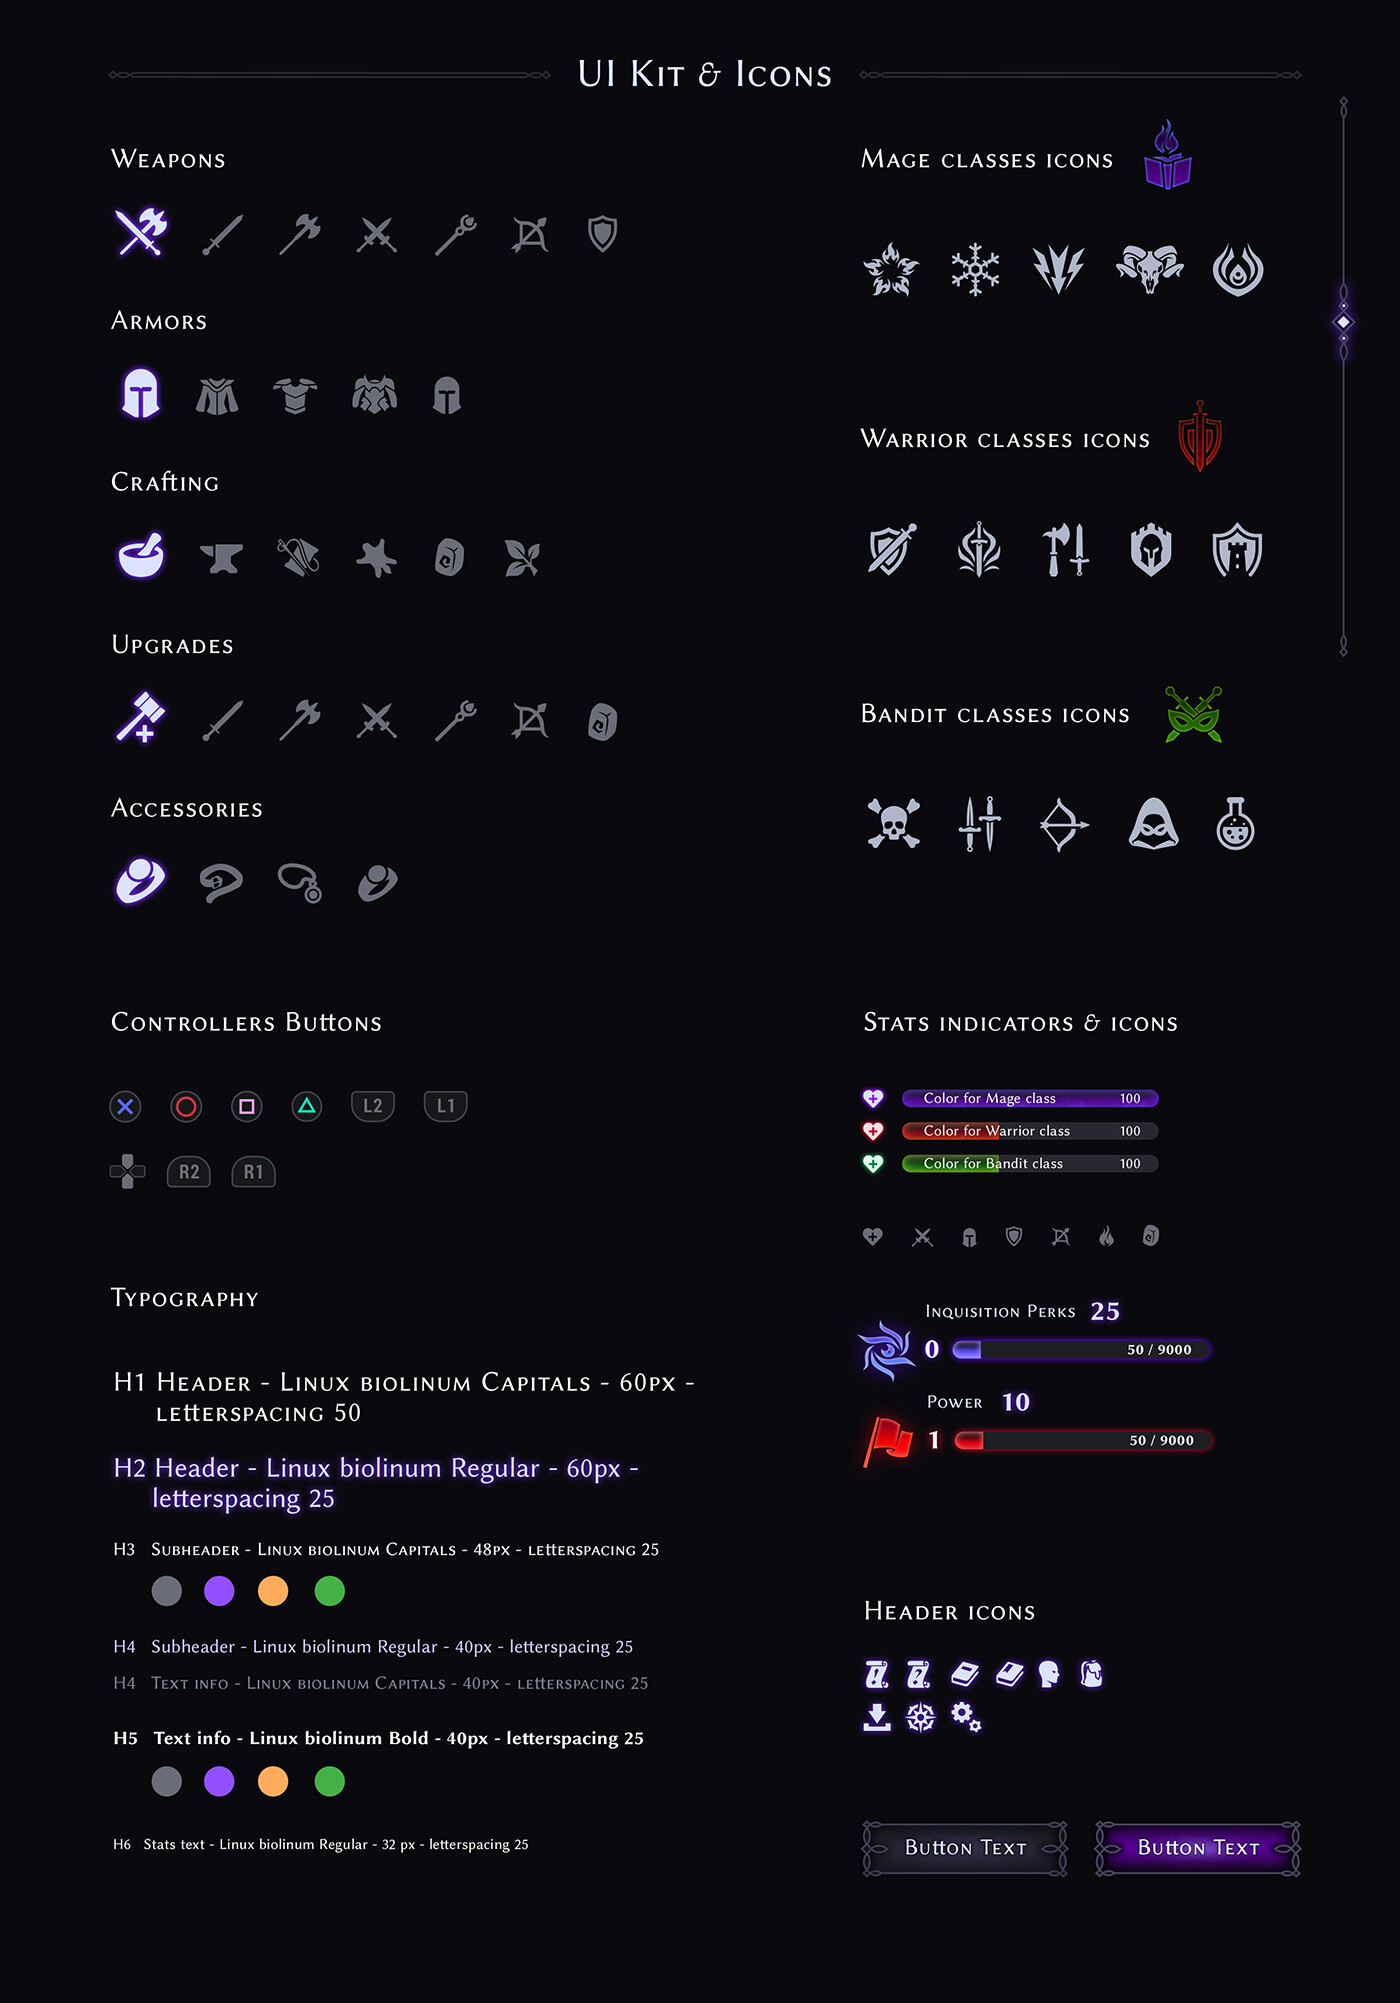 UI Kit & Icons
Weapons
Armors
Crafting
Upgrades
Accessories
Mage classes icons
Warrior classes icons
Bandit classes icons
Controllers Buttons
L2
L1
R2
R1
Stats indicators & icons
Color for Mage class 100
Color for Warrior class 100
Color for Bandit class 100
Inquisition Perks 25
0 50 / 9000
Power 10
1 50 / 9000
Typography
H1 Header - Linux biolinum Capitals - 60px -
letterspacing 50
H2 Header - Linux biolinum Regular - 60px -
letterspacing 25
H3 Subheader - Linux biolinum Capitals - 48px - letterspacing 25
H4 Subheader - Linux biolinum Regular - 40px - letterspacing 25
H4 Text info - Linux biolinum Capitals - 40px - letterspacing 25
H5 Text info - Linux biolinum Bold - 40px - letterspacing 25
H6 Stats text - Linux biolinum Regular - 32 px - letterspacing 25
Header icons
Button Text
Button Text